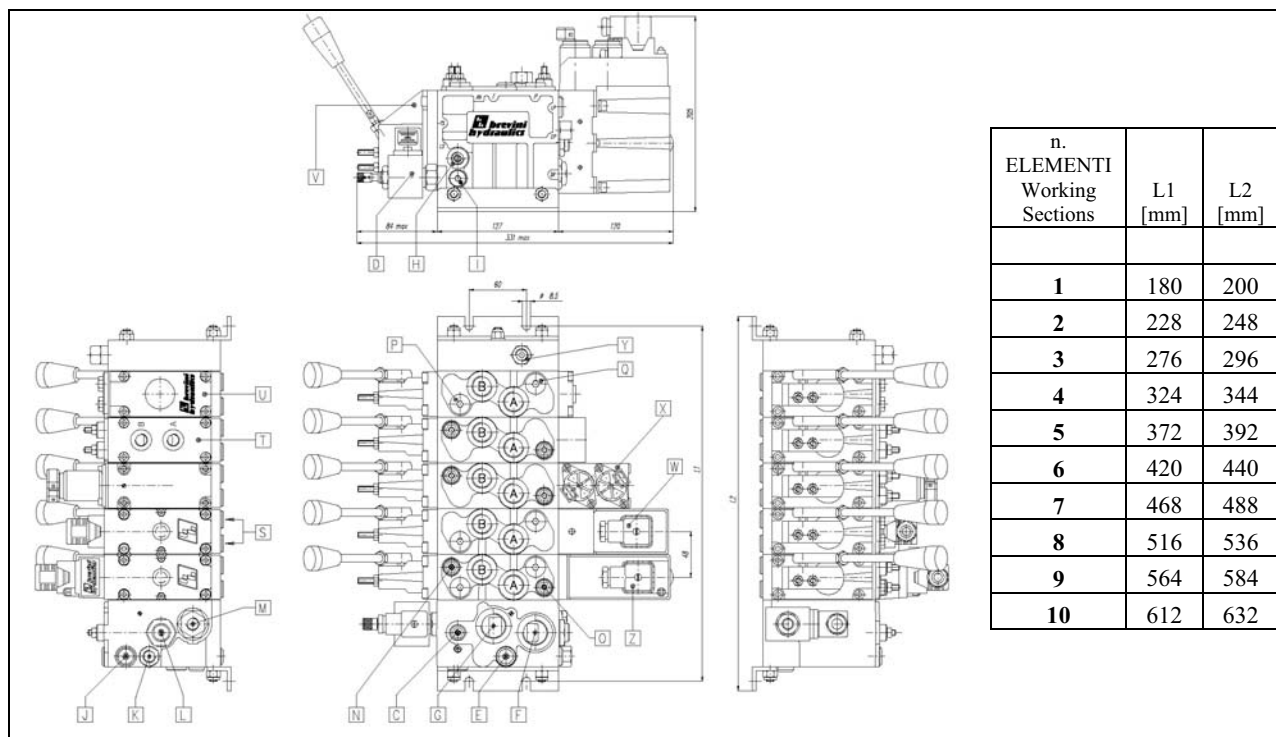 brevini
hydraulics
205
V
84 max
137
331 max
D
H
I
60
8.5
P
Y
B
A
Q
U
X
B
A
T
B
A
W
L1
L2
B
A
S
48
B
A
M
O
Z
J
K
L
N
C
G
E
F
n.
ELEMENTI
Working
Sections
L1
[mm]
L2
[mm]
1 180 200
2 228 248
3 276 296
4 324 344
5 372 392
6 420 440
7 468 488
8 516 536
9 564 584
10 612 632